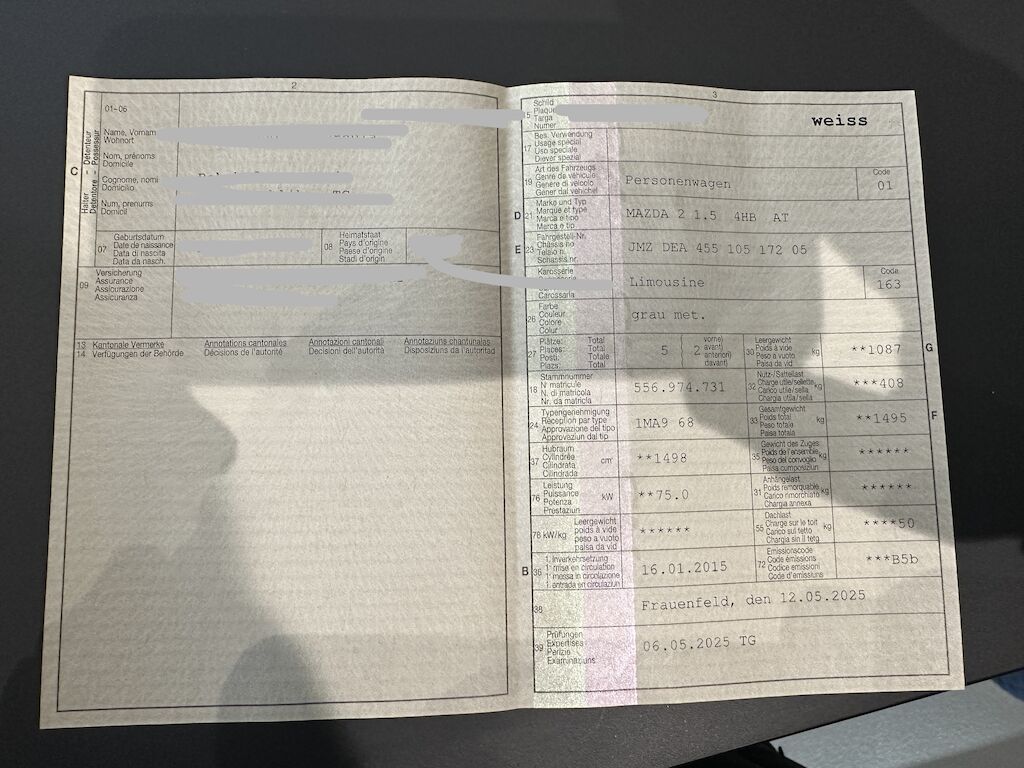 2
01-06
Halter - Détenteur
Detentore - Possessur
C
Name, Vornam
Wohnort
Nom, prénoms
Domicile
Cognome, nomi
Domicilio
Num, prenums
Domicil
TG
07
Geburtsdatum
Date de naissance
Data di nascita
Data da nasch.
08
Heimatstaat
Pays d'origine
Paese d'origine
Stadi d'origin
09
Versicherung
Assurance
Assicurazione
Assicuranza
13 Kantonale Vermerke Annotations cantonales Annotazioni cantonali Annotaziuns chantunalas
14 Verfügungen der Behörde Décisions de l'autorité Decisioni dell'autorità Disposiziuns da l'autoritad
3
15
Schild
Plaque
Targa
Numer
weiss
17
Bes. Verwendung
Usage spécial
Uso speciale
Diever spezial
19
Art des Fahrzeugs
Genre de véhicule
Genere di veicolo
Gener dal vehichel
Personenwagen
Code
01
D 21
Marke und Typ
Marque et type
Marca e tipo
Marca e tip
MAZDA 2 1.5 4HB AT
E 23
Fahrgestell-Nr.
Châssis no
Telaio n.
Schassis nr.
JMZ DEA 455 105 172 05
Karosserie
Carossaria
Limousine
Code
163
26
Farbe
Couleur
Colore
Colur
grau met.
27
Plätze: Total
Places: Total
Posti: Totale
Plazs: Total
5
2
vorne)
avant)
anteriori)
davant)
30
Leergewicht
Poids à vide
Peso a vuoto
Paisa da vid
kg
**1087
G
18
Stammnummer
N° matricule
N. di matricola
Nr. da matricla
556.974.731
32
Nutz-/Sattellast
Charge utile/sellette
Carico utile/sella
Chargia utila/sella
kg
***408
24
Typengenehmigung
Réception par type
Approvazione del tipo
Approvaziun dal tip
1MA9 68
33
Gesamtgewicht
Poids total
Peso totale
Paisa totala
kg
**1495
F
37
Hubraum
Cylindrée
Cilindrata
Cilindrada
cm³
**1498
35
Gewicht des Zuges
Poids de l'ensemble
Peso del convoglio
Paisa cumposiziun
kg
******
76
Leistung
Puissance
Potenza
Prestaziun
kW
**75.0
31
Anhängelast
Poids remorquable
Carico rimorchiato
Chargia annexa
kg
******
78 kW/kg
Leergewicht
poids à vide
peso a vuoto
paisa da vid
******
55
Dachlast
Charge sur le toit
Carico sul tetto
Chargia sin il tetg
kg
****50
B 36
1. Inverkehrsetzung
1ʳᵉ mise en circulation
1ª messa in circolazione
1. entrada en circulaziun
16.01.2015
72
Emissionscode
Code émissions
Codice emissioni
Code d'emissiuns
***B5b
38
Frauenfeld, den 12.05.2025
39
Prüfungen
Expertises
Perizie
Examinaziuns
06.05.2025 TG